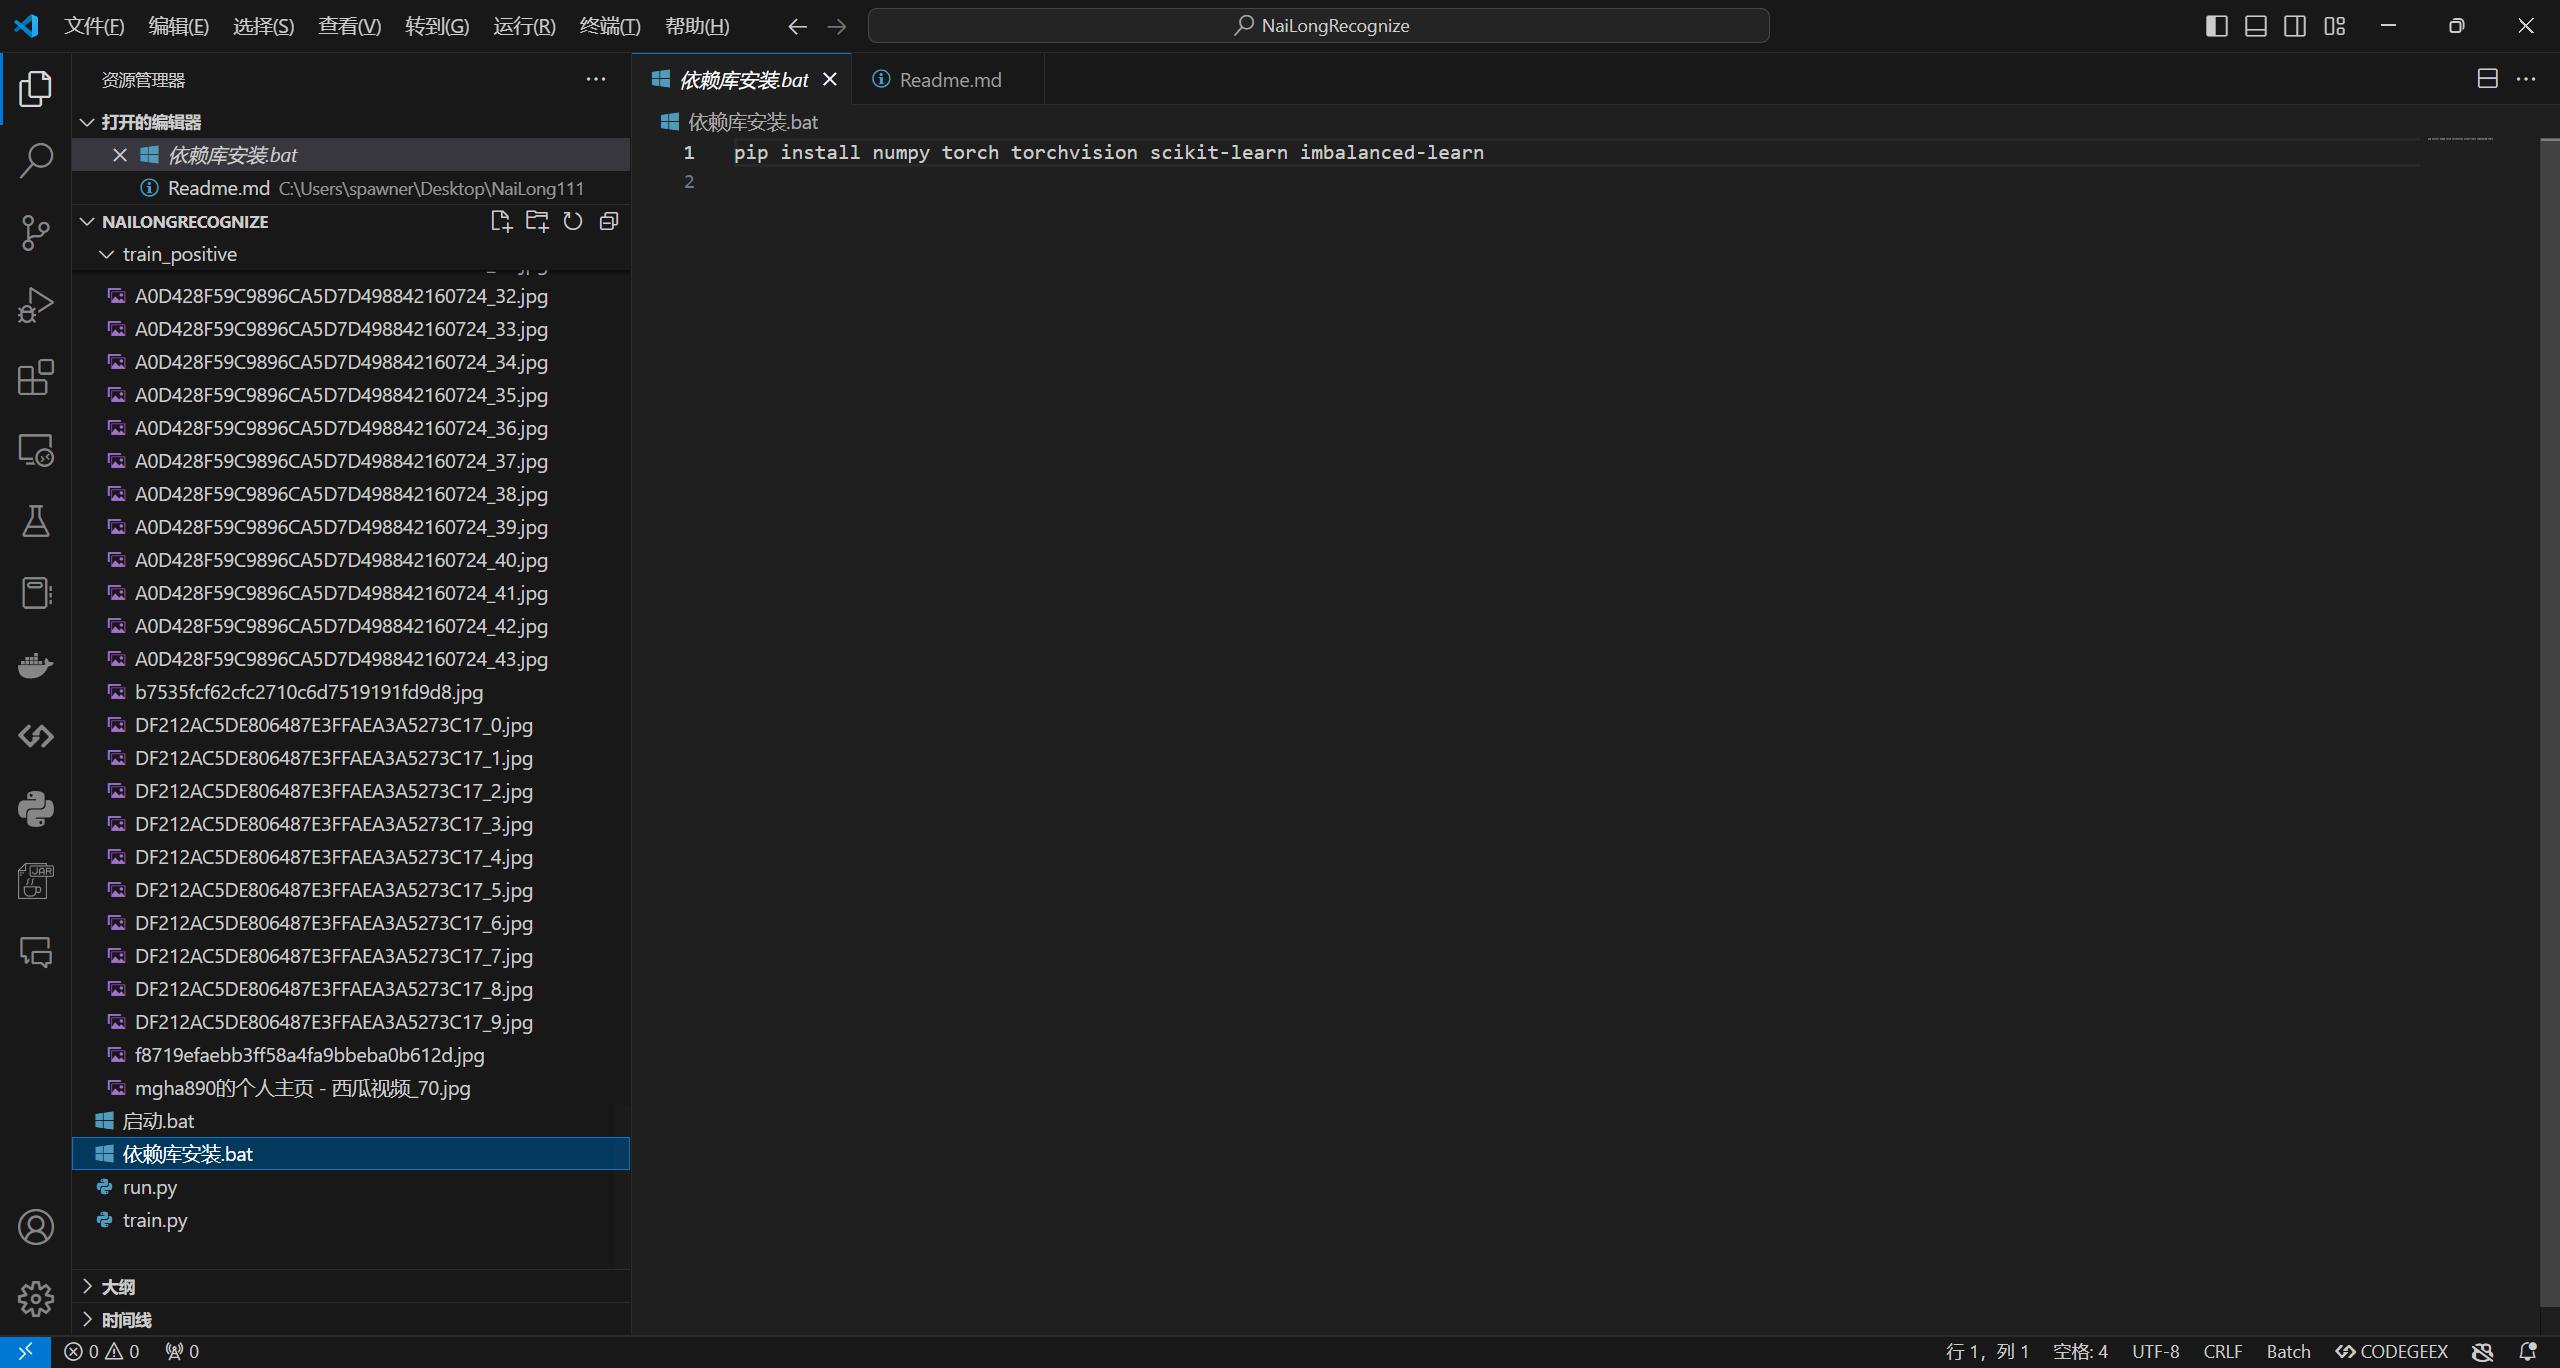 文件(F) 编辑(E) 选择(S) 查看(V) 转到(G) 运行(R) 终端(T) 帮助(H)
NaiLongRecognize
资源管理器
打开的编辑器
依赖库安装.bat
Readme.md C:\Users\spawner\Desktop\NaiLong111
NAILONGRECOGNIZE
train_positive
A0D428F59C9896CA5D7D498842160724_32.jpg
A0D428F59C9896CA5D7D498842160724_33.jpg
A0D428F59C9896CA5D7D498842160724_34.jpg
A0D428F59C9896CA5D7D498842160724_35.jpg
A0D428F59C9896CA5D7D498842160724_36.jpg
A0D428F59C9896CA5D7D498842160724_37.jpg
A0D428F59C9896CA5D7D498842160724_38.jpg
A0D428F59C9896CA5D7D498842160724_39.jpg
A0D428F59C9896CA5D7D498842160724_40.jpg
A0D428F59C9896CA5D7D498842160724_41.jpg
A0D428F59C9896CA5D7D498842160724_42.jpg
A0D428F59C9896CA5D7D498842160724_43.jpg
b7535fcf62cfc2710c6d7519191fd9d8.jpg
DF212AC5DE806487E3FFAEA3A5273C17_0.jpg
DF212AC5DE806487E3FFAEA3A5273C17_1.jpg
DF212AC5DE806487E3FFAEA3A5273C17_2.jpg
DF212AC5DE806487E3FFAEA3A5273C17_3.jpg
DF212AC5DE806487E3FFAEA3A5273C17_4.jpg
DF212AC5DE806487E3FFAEA3A5273C17_5.jpg
DF212AC5DE806487E3FFAEA3A5273C17_6.jpg
DF212AC5DE806487E3FFAEA3A5273C17_7.jpg
DF212AC5DE806487E3FFAEA3A5273C17_8.jpg
DF212AC5DE806487E3FFAEA3A5273C17_9.jpg
f8719efaebb3ff58a4fa9bbeba0b612d.jpg
mgha890的个人主页 - 西瓜视频_70.jpg
启动.bat
依赖库安装.bat
run.py
train.py
大纲
时间线
JAR
依赖库安装.bat Readme.md
依赖库安装.bat
1 pip install numpy torch torchvision scikit-learn imbalanced-learn
2
0 0 0
行 1，列 1 空格: 4 UTF-8 CRLF Batch CODEGEEX